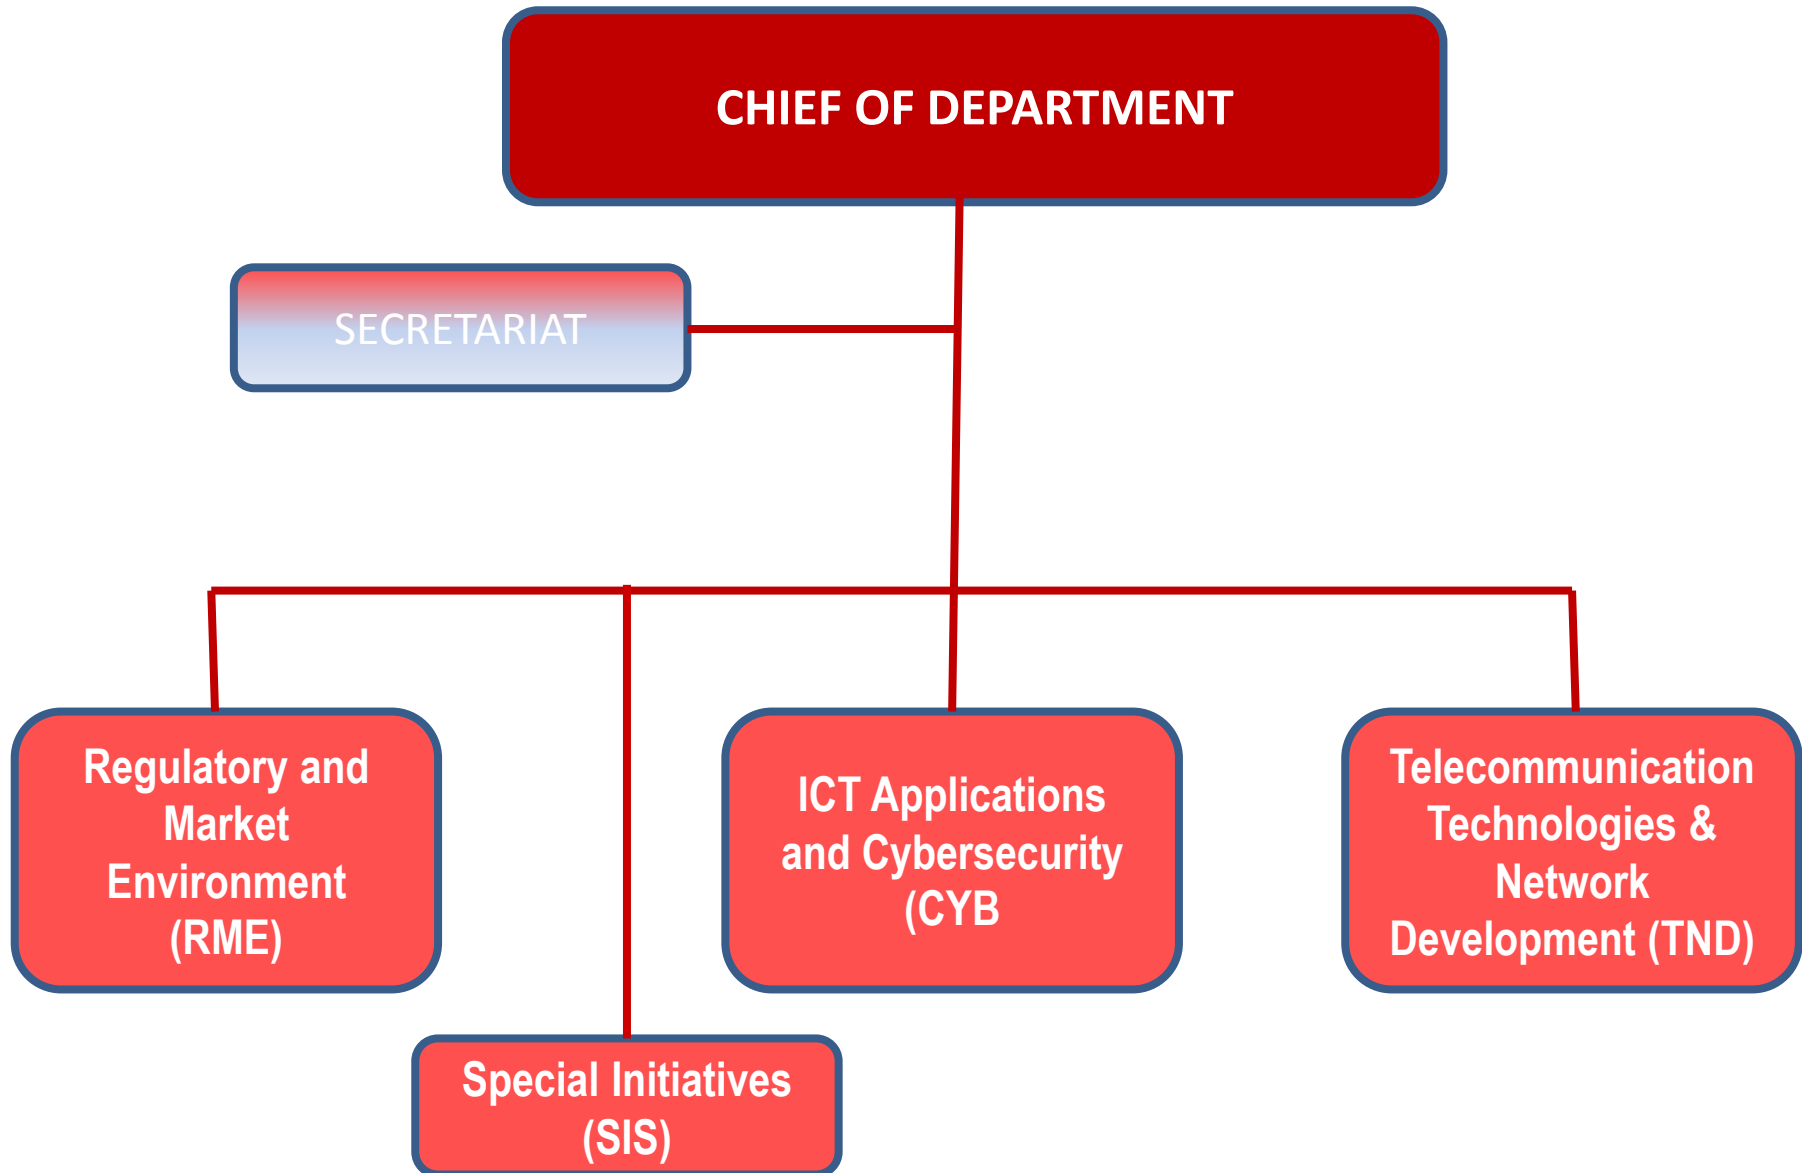 CHIEF OF DEPARTMENT
SECRETARIAT
Regulatory and
Market
Environment
(RME)
ICT Applications
and Cybersecurity
(CYB
Telecommunication
Technologies &
Network
Development (TND)
Special Initiatives
(SIS)